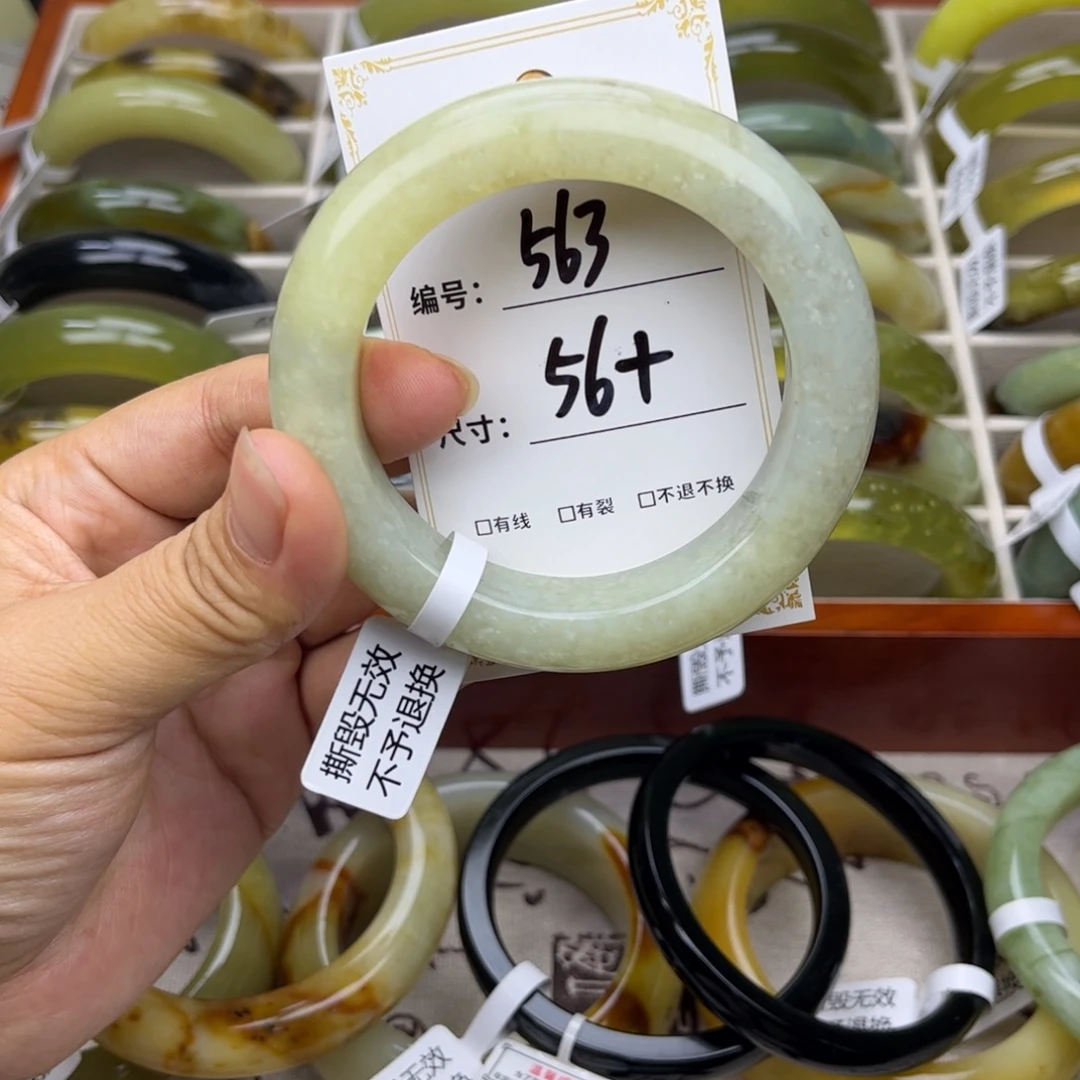 编号: 563
尺寸: 56+
□有线 □有裂 □不退不换
撕毁无效
不予退换